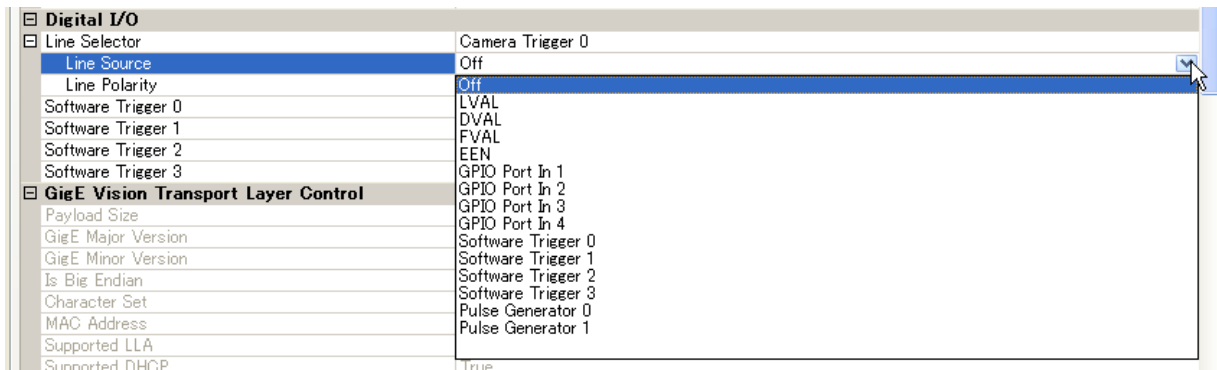 Digital I/O
Line Selector Camera Trigger 0
Line Source Off
Line Polarity Off
Software Trigger 0 LVAL
DVAL
Software Trigger 1 FVAL
Software Trigger 2 EEN
Software Trigger 3 GPIO Port In 1
GigE Vision Transport Layer Control GPIO Port In 2
GPIO Port In 3
Payload Size GPIO Port In 4
GigE Major Version Software Trigger 0
GigE Minor Version Software Trigger 1
Is Big Endian Software Trigger 2
Character Set Software Trigger 3
Pulse Generator 0
MAC Address Pulse Generator 1
Supported LLA
Supported DHCP True